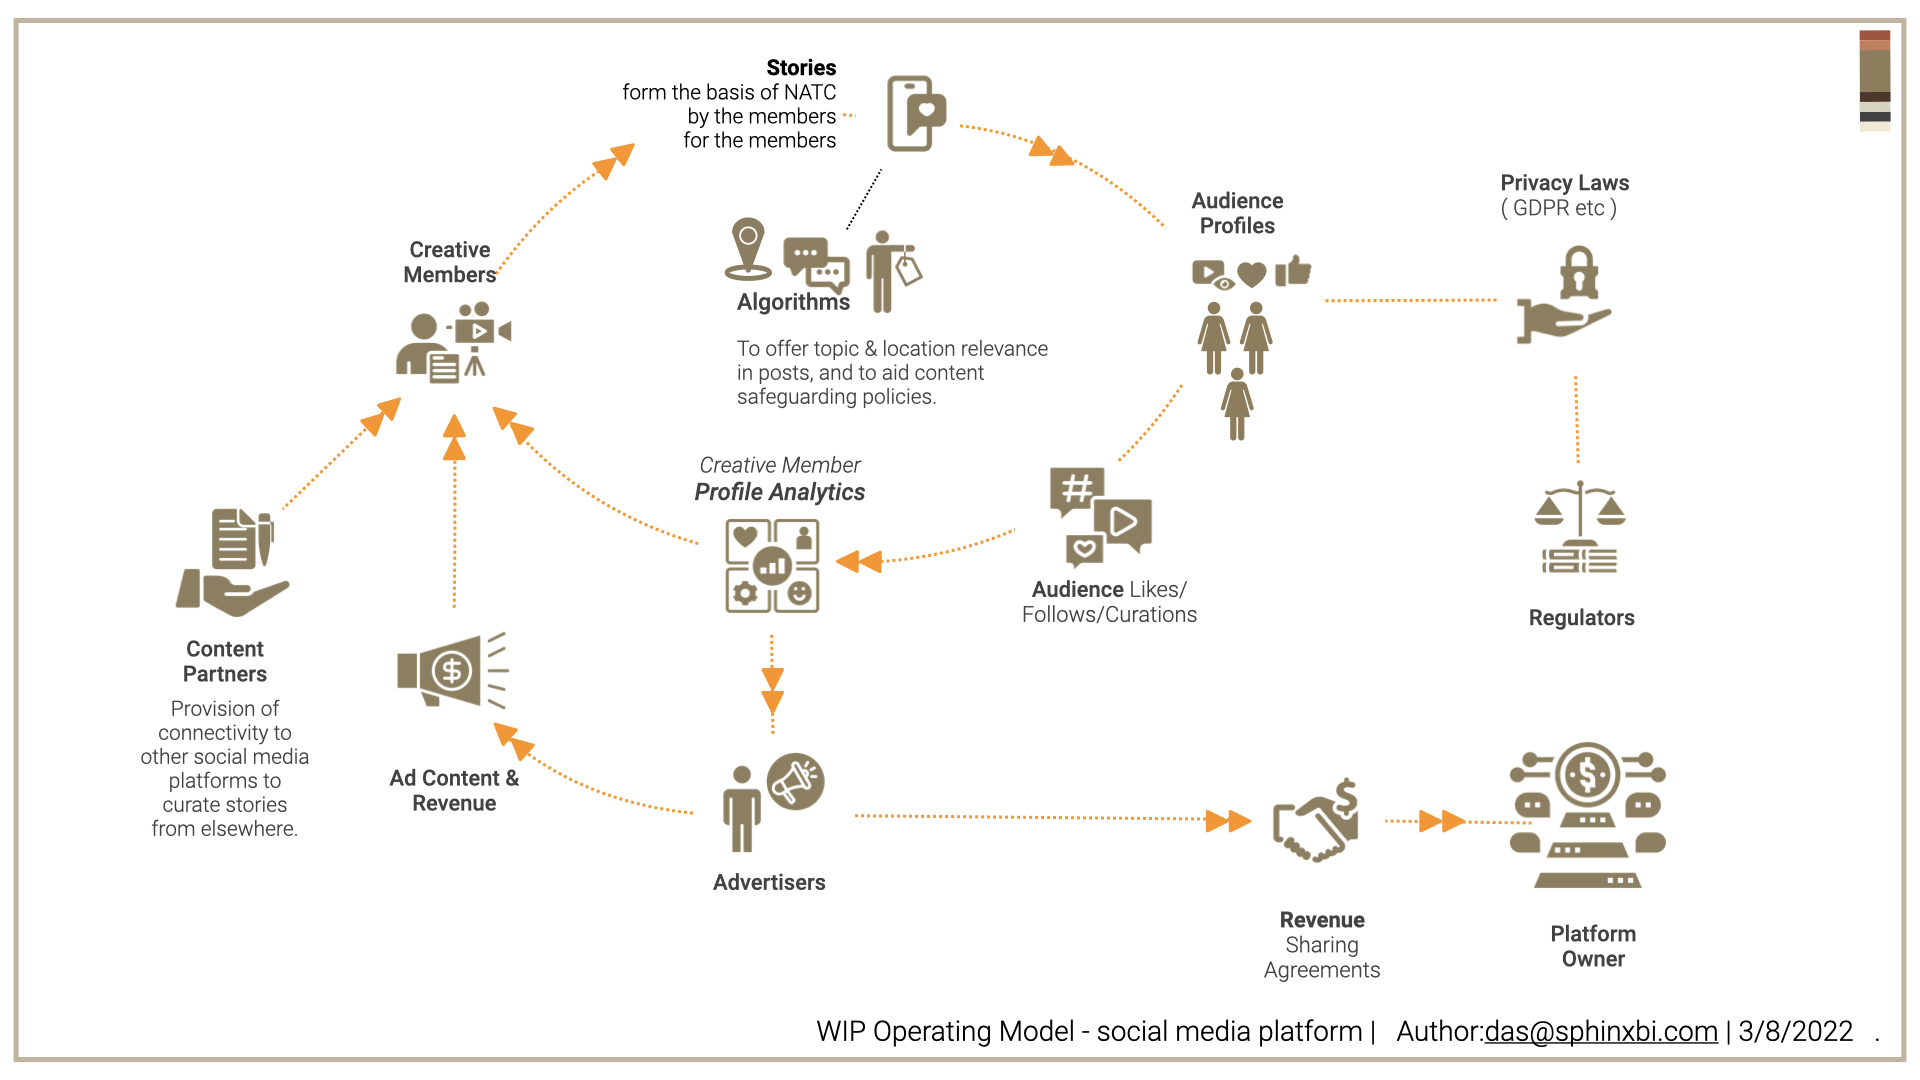 Stories
form the basis of NATC
by the members
for the members
Privacy Laws
( GDPR etc )
Audience
Profiles
Creative
Members
Algorithms
To offer topic & location relevance
in posts, and to aid content
safeguarding policies.
Creative Member
Profile Analytics
#
Audience Likes/
Follows/Curations
Regulators
Content
Partners
Provision of
connectivity to
other social media
platforms to
curate stories
from elsewhere.
$
Ad Content &
Revenue
Advertisers
$
Revenue
Sharing
Agreements
$
Platform
Owner
WIP Operating Model - social media platform | Author:das@sphinxbi.com | 3/8/2022 .